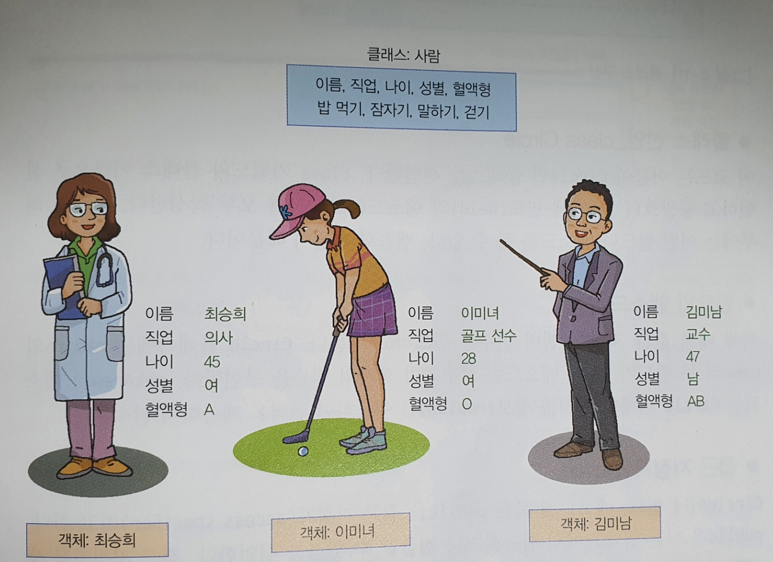 클래스: 사람
이름, 직업, 나이, 성별, 혈액형
밥 먹기, 잠자기, 말하기, 걷기
이름 최승희
직업 의사
나이 45
성별 여
혈액형 A
객체: 최승희
이름 이미녀
직업 골프 선수
나이 28
성별 여
혈액형 O
객체: 이미녀
이름 김미남
직업 교수
나이 47
성별 남
혈액형 AB
객체: 김미남